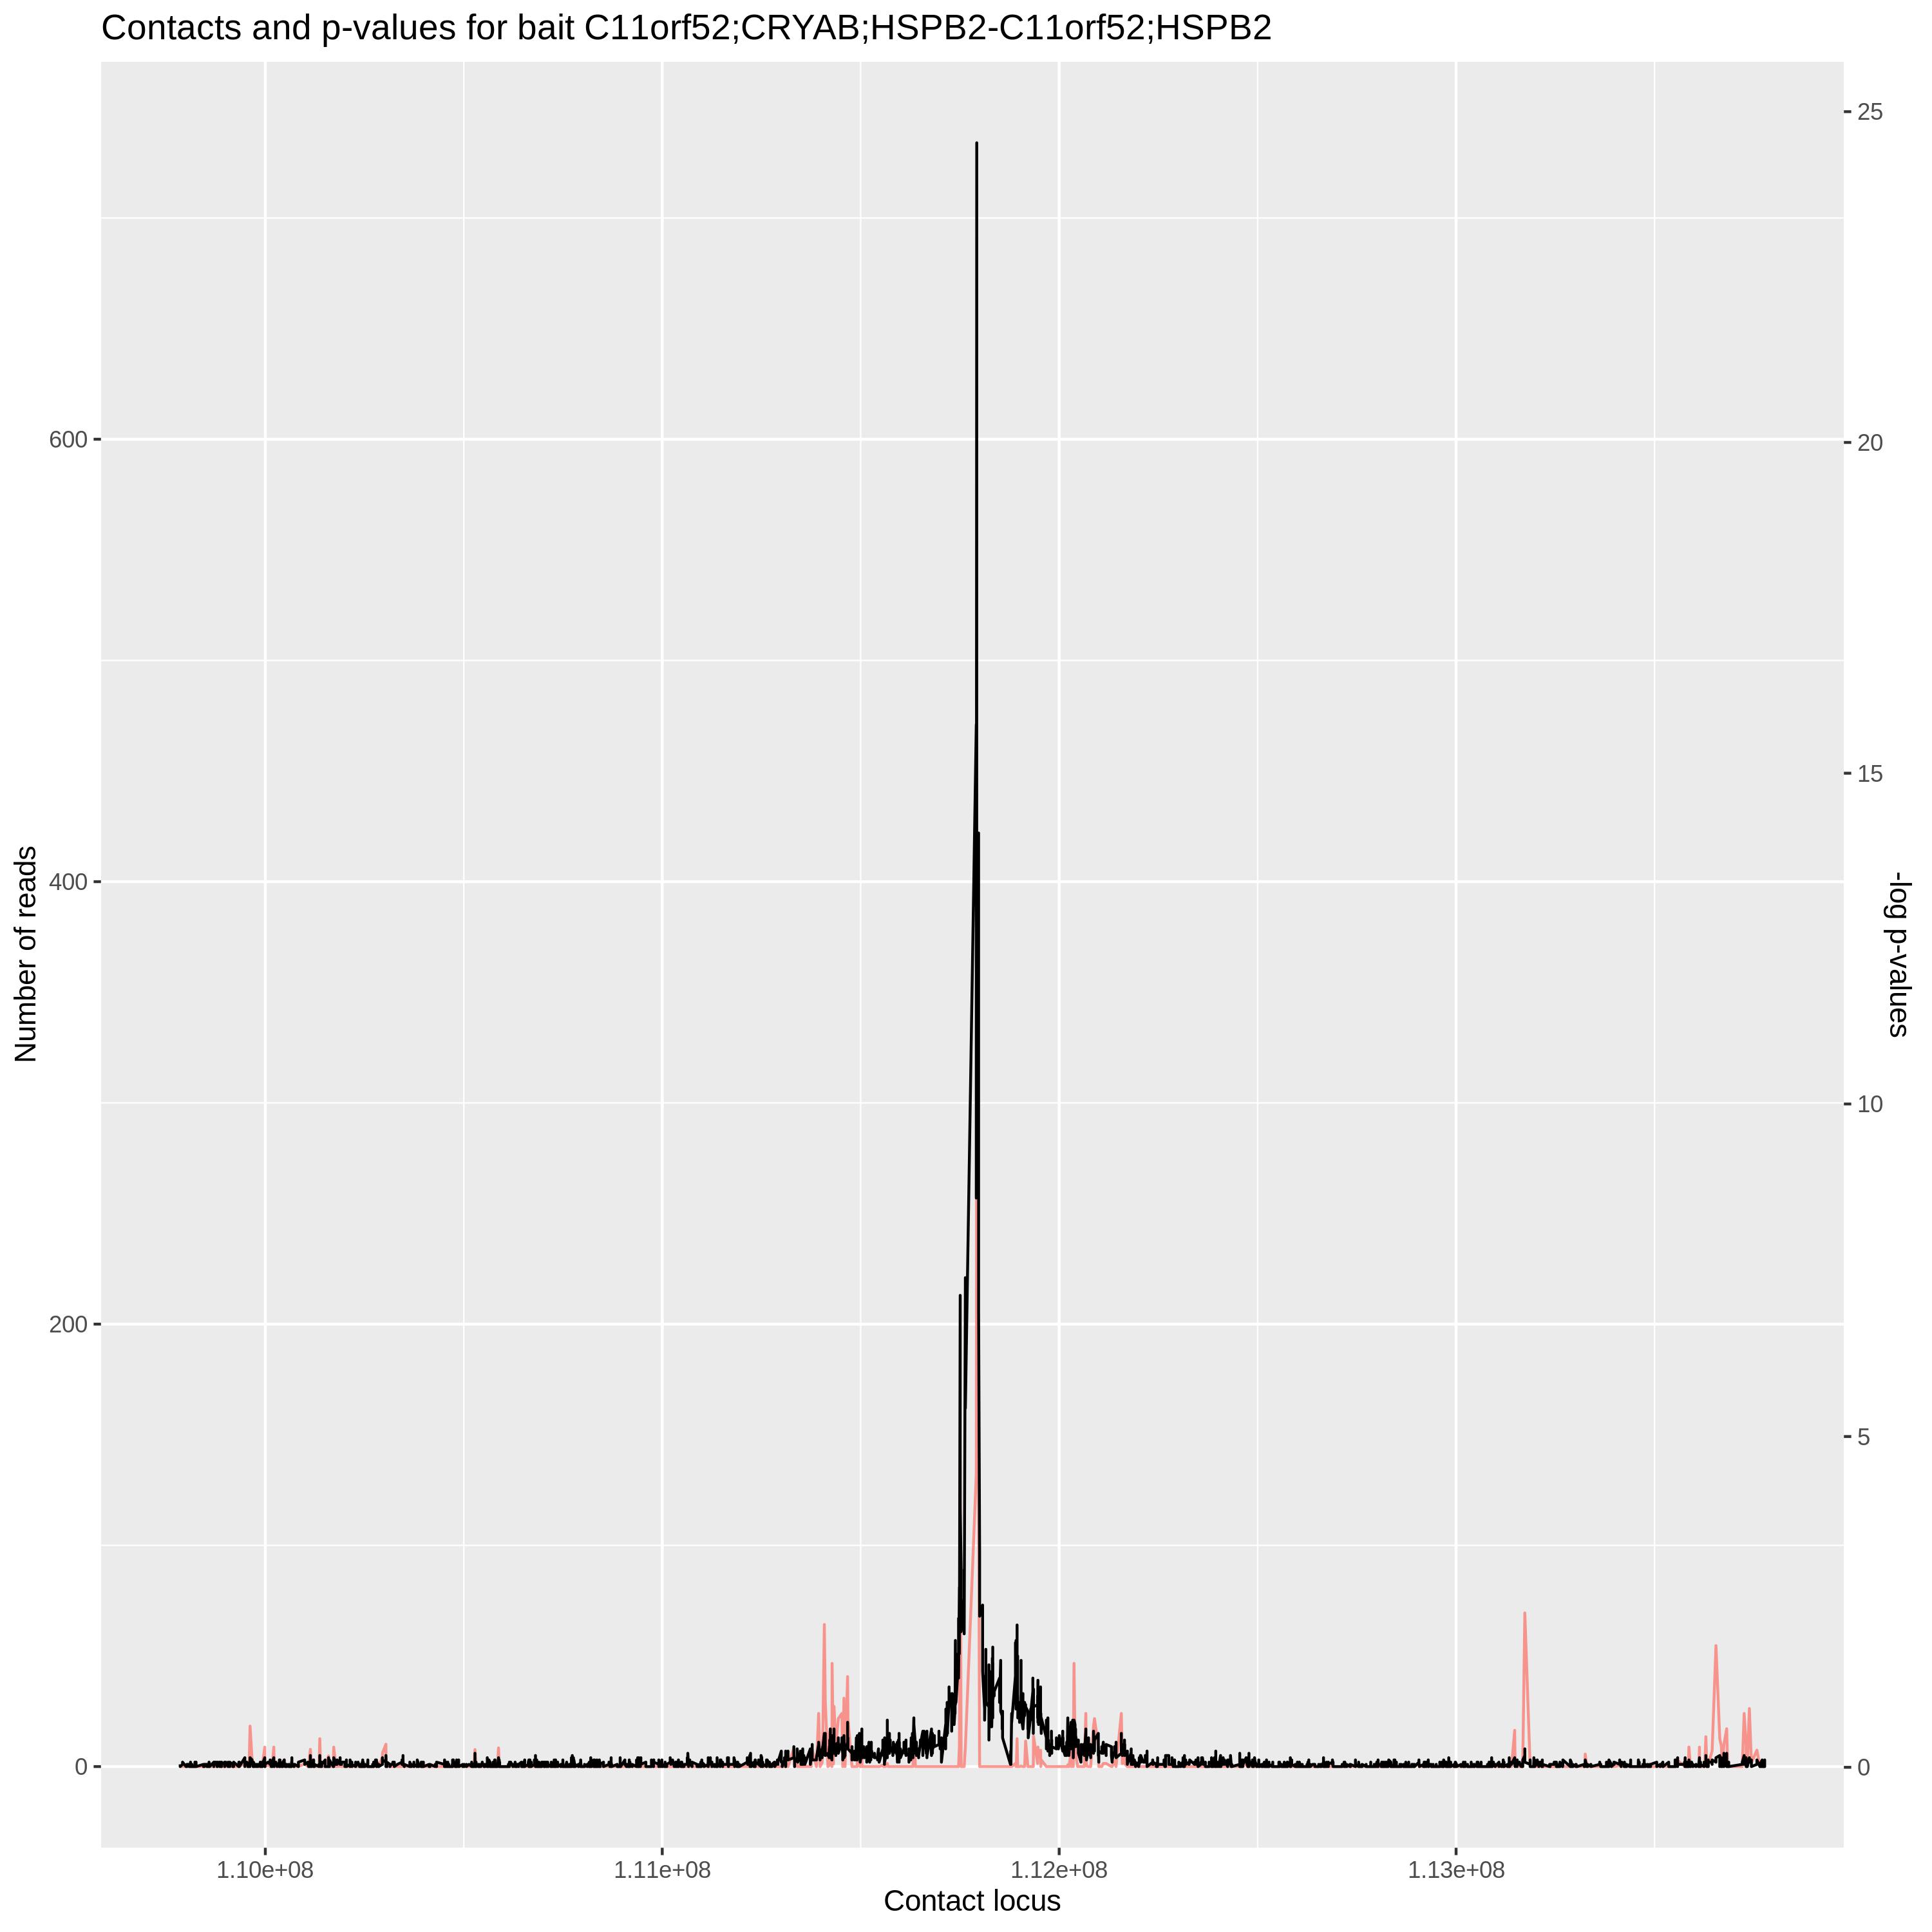 Contacts and p-values for bait C11orf52;CRYAB;HSPB2-C11orf52;HSPB2
Number of reads
600
400
200
0
25
20
15
10
5
0
-log p-values
1.10e+08
1.11e+08
1.12e+08
1.13e+08
Contact locus